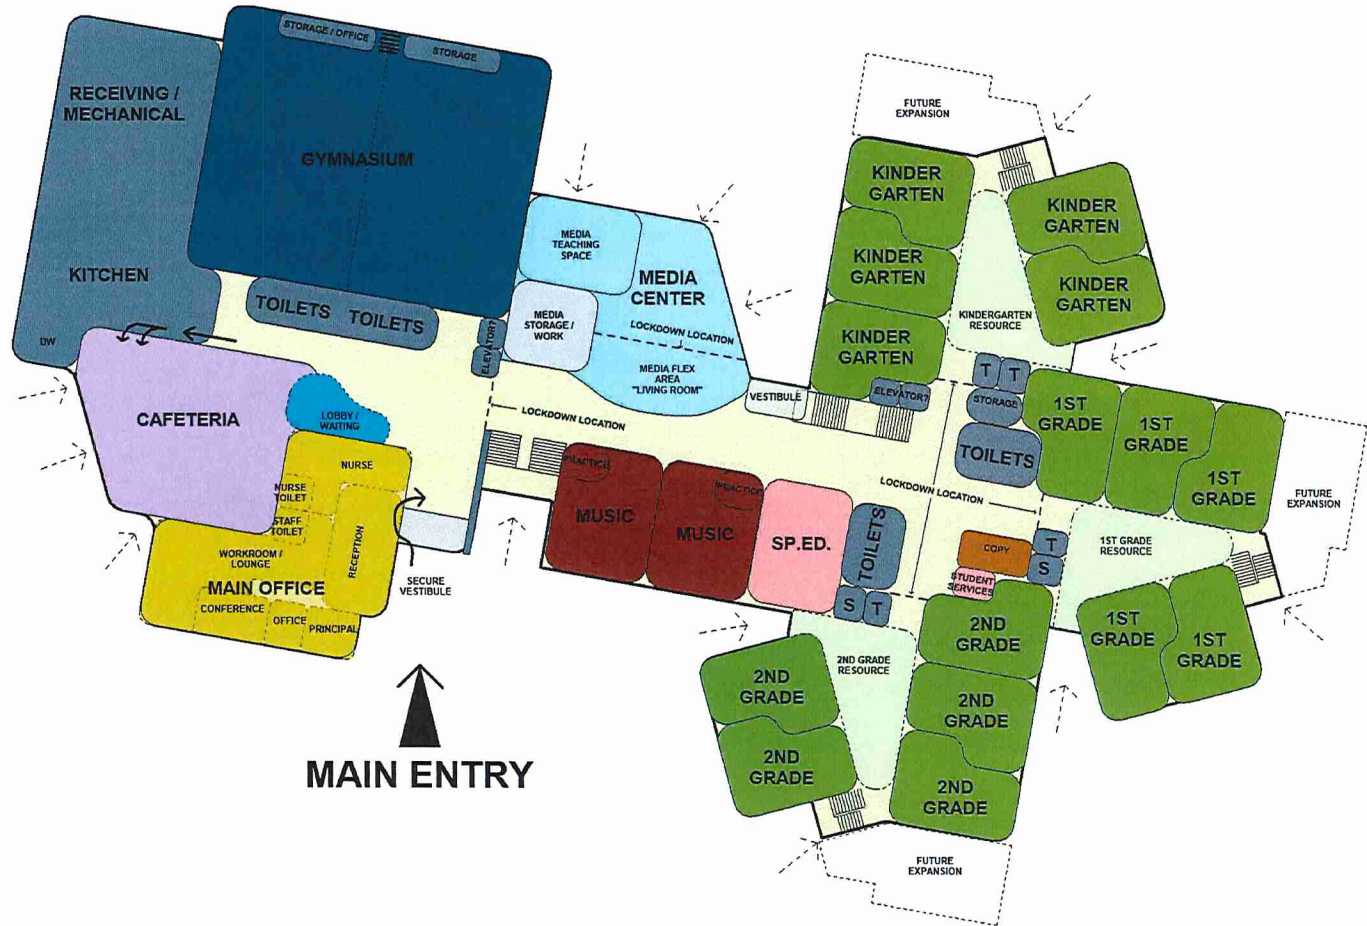 STORAGE / OFFICE
STORAGE
RECEIVING /
MECHANICAL
GYMNASIUM
KITCHEN
DW
TOILETS TOILETS
ELEVATOR?
MEDIA
TEACHING
SPACE
MEDIA
CENTER
MEDIA
STORAGE /
WORK
LOCKDOWN LOCATION
MEDIA FLEX
AREA
"LIVING ROOM"
VESTIBULE
CAFETERIA
LOBBY /
WAITING
LOCKDOWN LOCATION
NURSE
NURSE
TOILET
STAFF
TOILET
RECEPTION
WORKROOM /
LOUNGE
MAIN OFFICE
CONFERENCE
OFFICE
PRINCIPAL
SECURE
VESTIBULE
MAIN ENTRY
PRACTICE
MUSIC
PRACTICE
MUSIC
SP.ED.
TOILETS
S
T
FUTURE
EXPANSION
KINDER
GARTEN
KINDER
GARTEN
KINDER
GARTEN
KINDER
GARTEN
KINDER
GARTEN
KINDERGARTEN
RESOURCE
ELEVATOR?
T
T
STORAGE
TOILETS
LOCKDOWN LOCATION
1ST
GRADE
1ST
GRADE
1ST
GRADE
FUTURE
EXPANSION
COPY
T
S
STUDENT
SERVICES
1ST GRADE
RESOURCE
1ST
GRADE
1ST
GRADE
2ND
GRADE
2ND GRADE
RESOURCE
2ND
GRADE
2ND
GRADE
2ND
GRADE
2ND
GRADE
FUTURE
EXPANSION